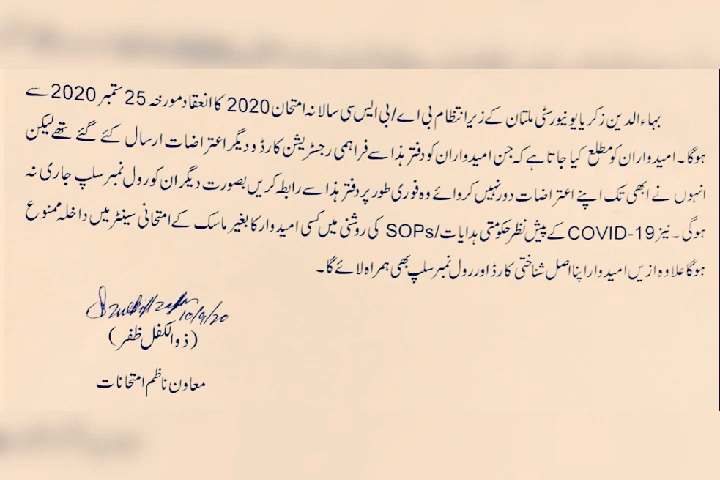 بہاءالدین زکریا یونیورسٹی ملتان کے زیر انتظام بی اے/بی ایس سی سالانہ امتحان 2020 کا انعقاد مورخہ 25 ستمبر 2020 سے
ہوگا۔ امیدواران کو مطلع کیا جاتا ہے کہ جن امیدواران کو دفتر ہذا سے فراہمی رجسٹریشن کارڈ و دیگر اعتراضات ارسال کئے گئے تھے لیکن
انہوں نے ابھی تک اپنے اعتراضات دور نہیں کروائے وہ فوری طور پر دفتر ہذا سے رابطہ کریں بصورت دیگر ان کو رول نمبر سلپ جاری نہ
ہوگی۔ نیز COVID-19 کے پیش نظر حکومتی ہدایات/SOPs کی روشنی میں کسی امیدوار کا بغیر ماسک کے امتحانی سینٹر میں داخلہ ممنوع
ہوگا علاوہ ازیں امیدوار اپنا اصل شناختی کارڈ اور رول نمبر سلپ بھی ہمراہ لائے گا۔
10/9/20
(ذوالکفل ظفر)
معاون ناظم امتحانات